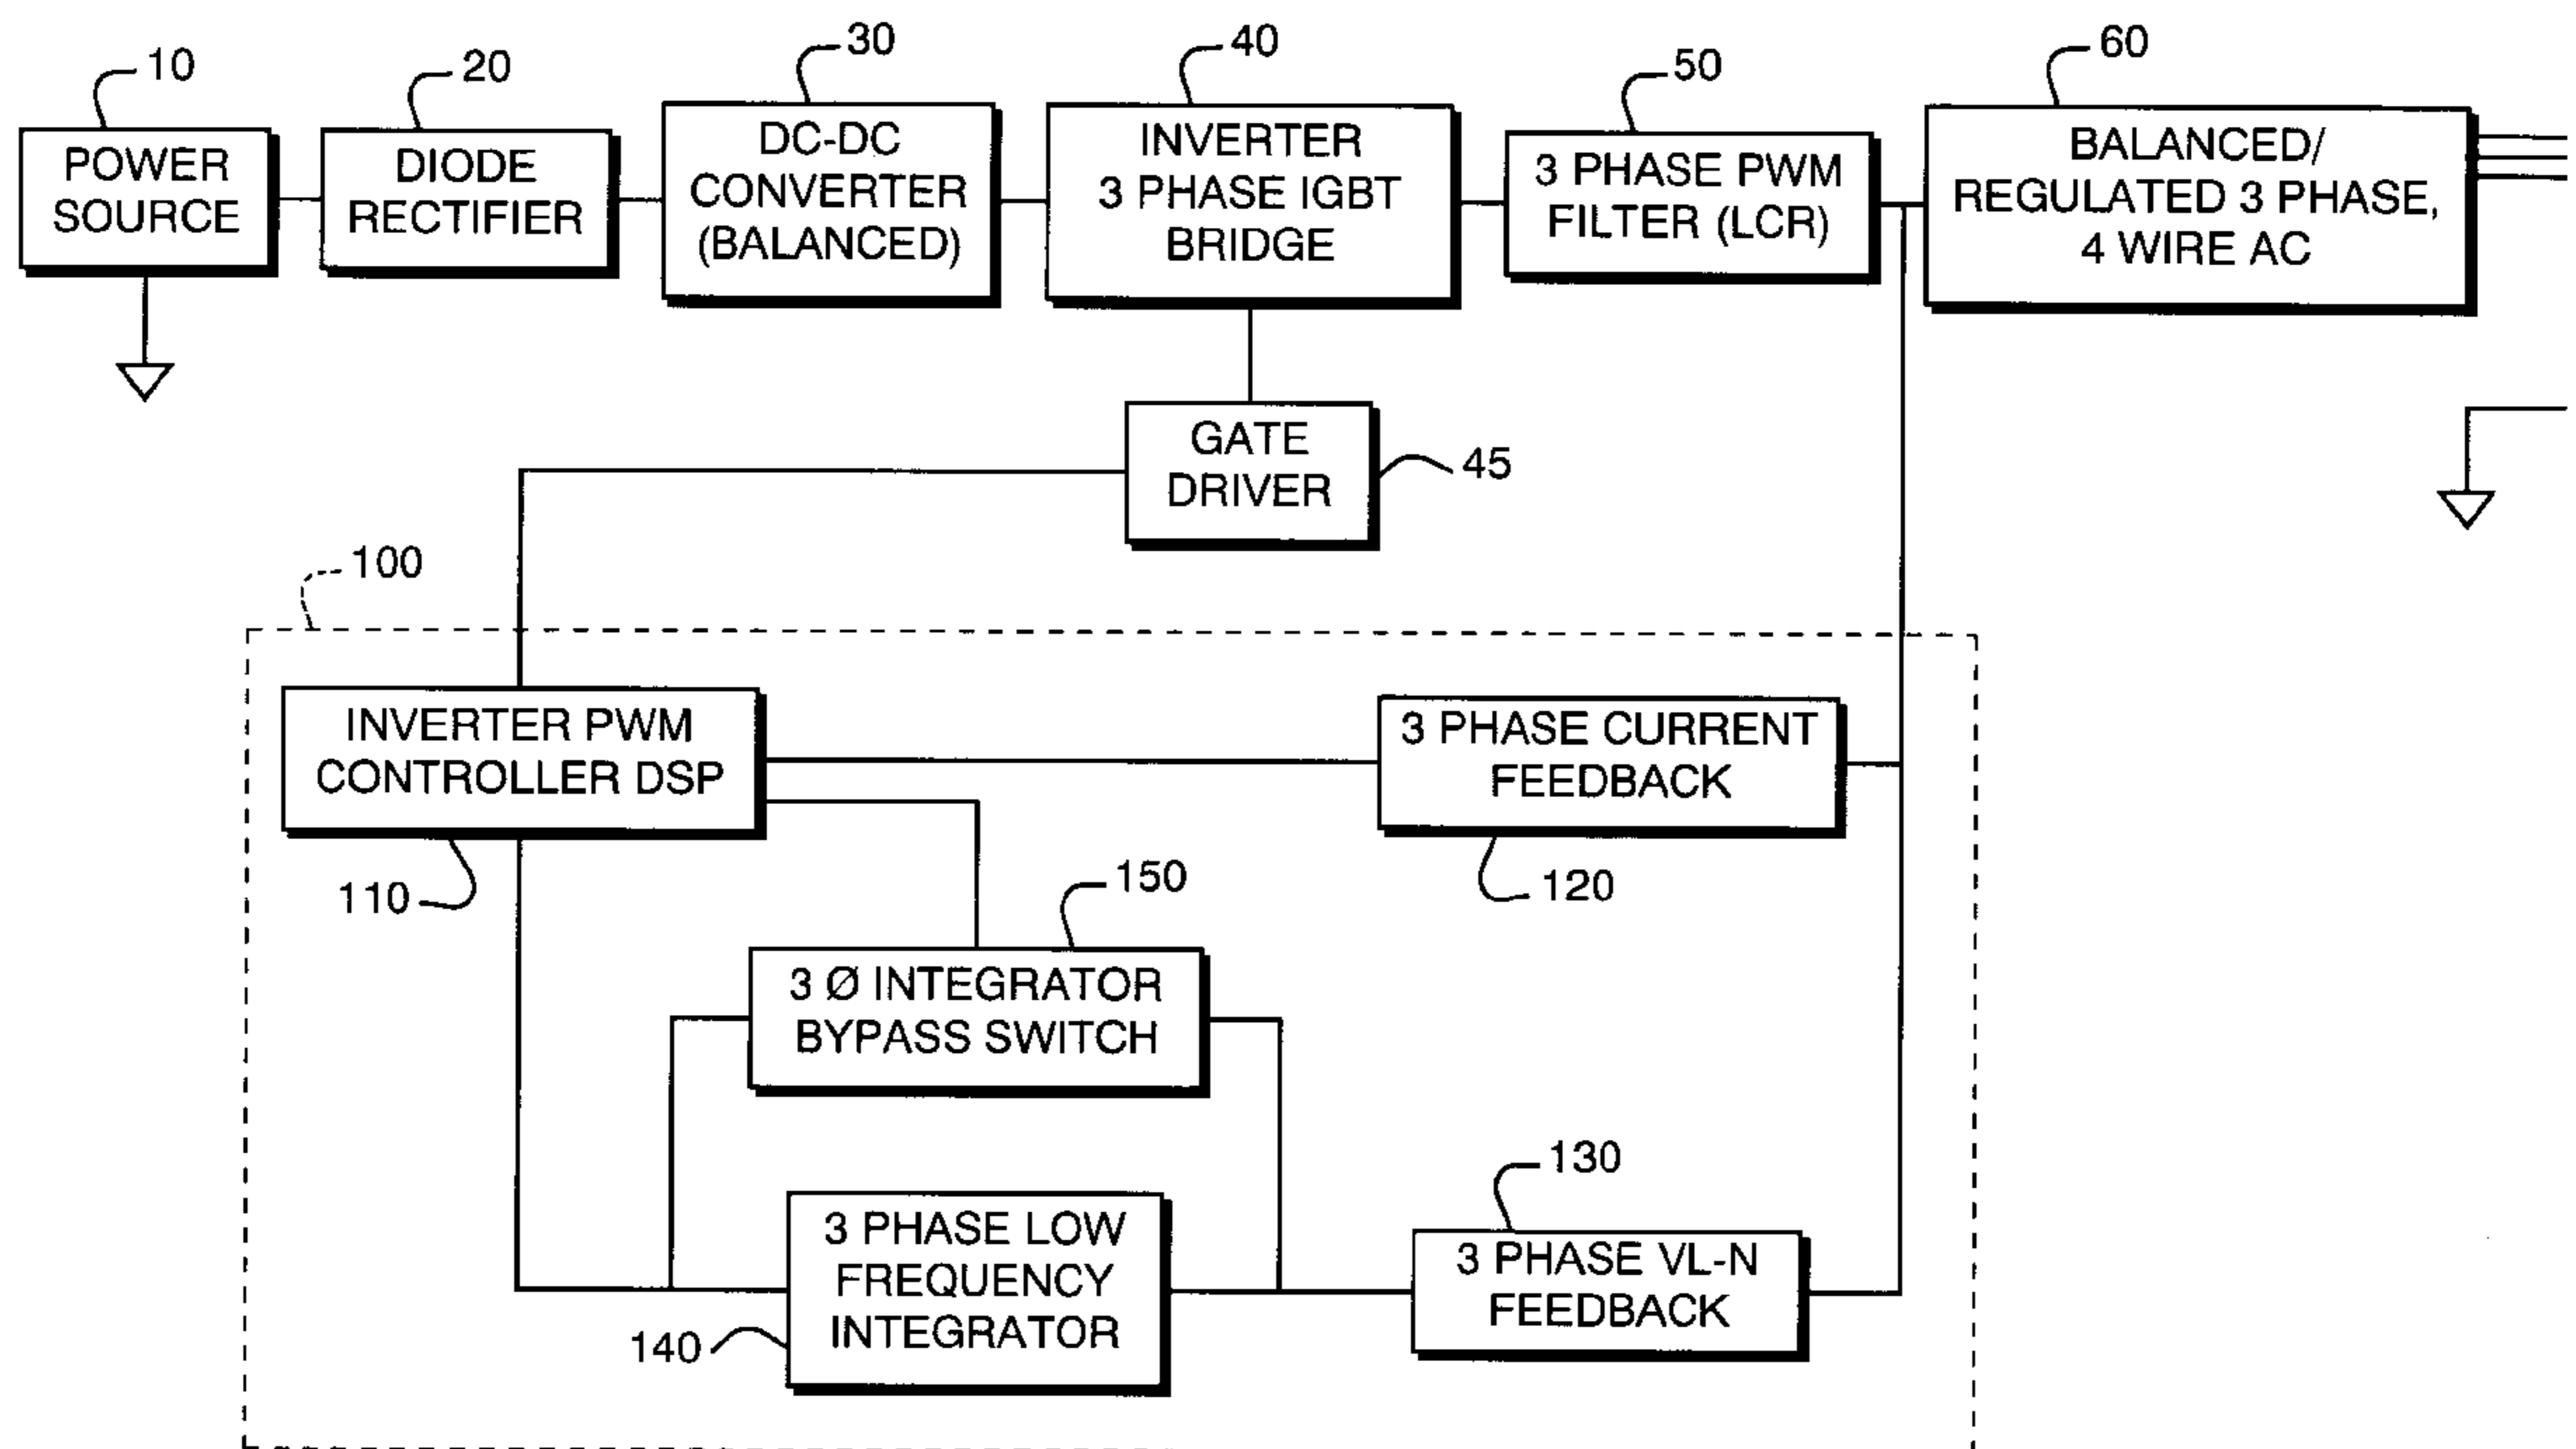 10
20
30
40
50
60
POWER
SOURCE
DIODE
RECTIFIER
DC-DC
CONVERTER
(BALANCED)
INVERTER
3 PHASE IGBT
BRIDGE
3 PHASE PWM
FILTER (LCR)
BALANCED/
REGULATED 3 PHASE,
4 WIRE AC
GATE
DRIVER
45
100
INVERTER PWM
CONTROLLER DSP
110
3 PHASE CURRENT
FEEDBACK
120
150
3 Ø INTEGRATOR
BYPASS SWITCH
130
3 PHASE LOW
FREQUENCY
INTEGRATOR
140
3 PHASE VL-N
FEEDBACK